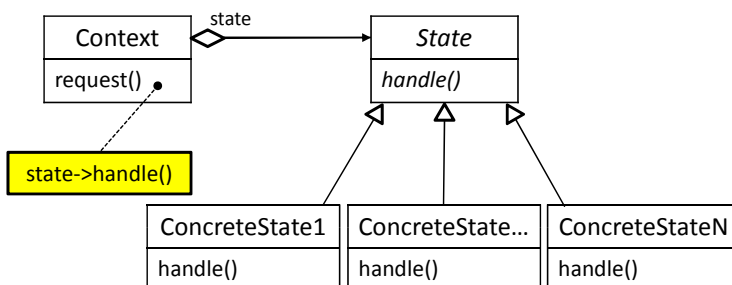 state
Context
State
request()
handle()
state->handle()
ConcreteState1
ConcreteState...
ConcreteStateN
handle()
handle()
handle()